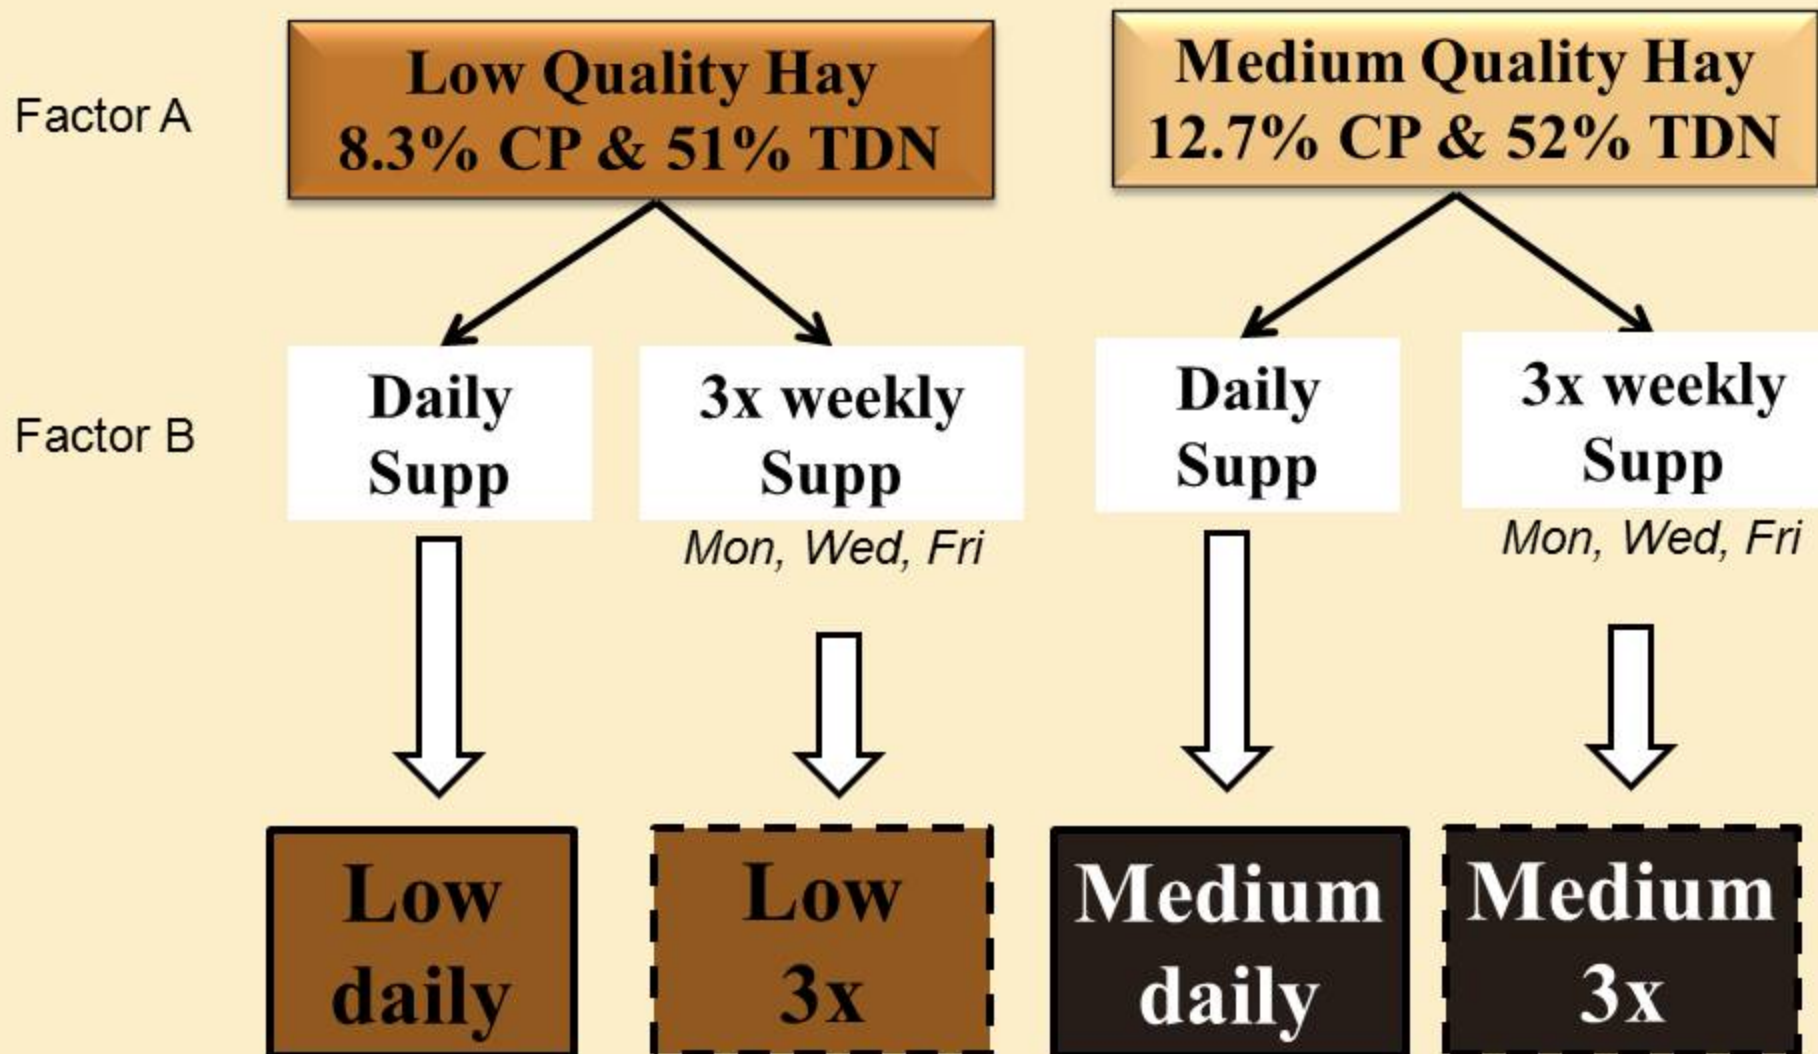 Factor A
Low Quality Hay
8.3% CP & 51% TDN
Medium Quality Hay
12.7% CP & 52% TDN
Factor B
Daily
Supp
3x weekly
Supp
Mon, Wed, Fri
Daily
Supp
3x weekly
Supp
Mon, Wed, Fri
Low
daily
Low
3x
Medium
daily
Medium
3x